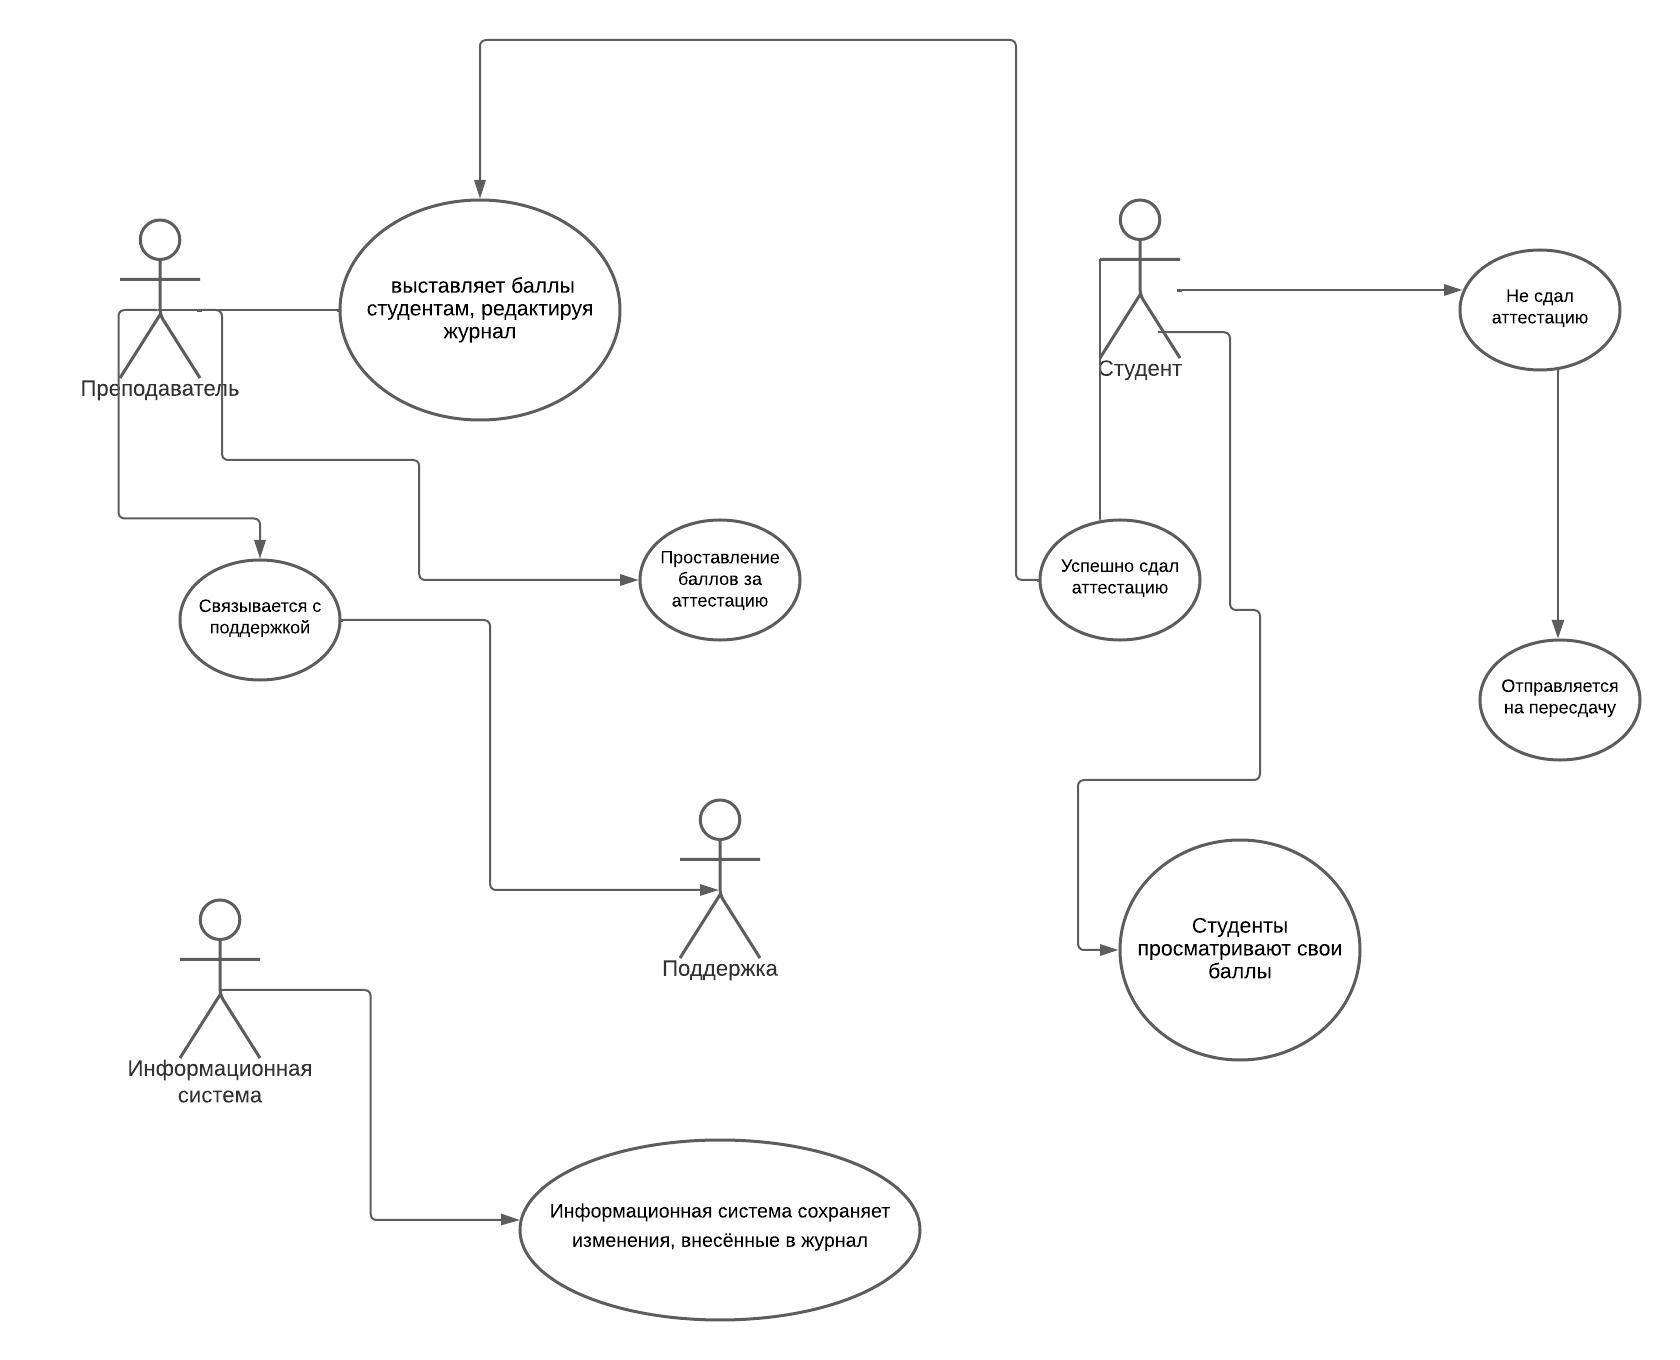 выставляет баллы
студентам, редактируя
журнал
Не сдал
аттестацию
Студент
Преподаватель
Проставление
баллов за
аттестацию
Успешно сдал
аттестацию
Связывается с
поддержкой
Отправляется
на пересдачу
Студенты
просматривают свои
баллы
Поддержка
Информационная
система
Информационная система сохраняет
изменения, внесённые в журнал